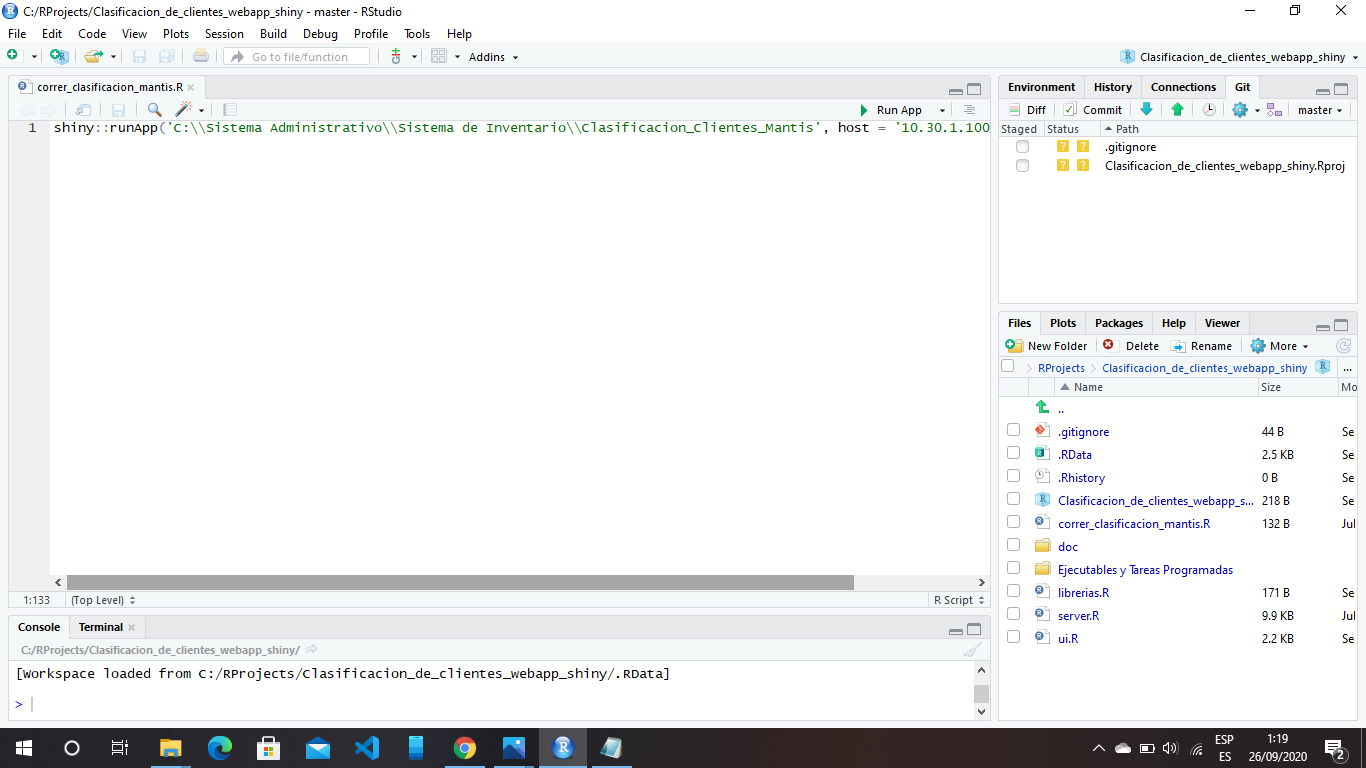 C:/RProjects/Clasificacion_de_clientes_webapp_shiny - master - RStudio
File Edit Code View Plots Session Build Debug Profile Tools Help
Go to file/function Addins Clasificacion_de_clientes_webapp_shiny
correr_clasificacion_mantis.R
Run App
1 shiny::runApp('C:\\Sistema Administrativo\\Sistema de Inventario\\Clasificacion_Clientes_Mantis', host = '10.30.1.100
1:133 (Top Level) R Script
Console Terminal
C:/RProjects/Clasificacion_de_clientes_webapp_shiny/
[Workspace loaded from C:/RProjects/Clasificacion_de_clientes_webapp_shiny/.RData]
>
Environment History Connections Git
Diff Commit master
Staged Status Path
? ? .gitignore
? ? Clasificacion_de_clientes_webapp_shiny.Rproj
Files Plots Packages Help Viewer
New Folder Delete Rename More
RProjects Clasificacion_de_clientes_webapp_shiny ...
Name Size Mo
..
.gitignore 44 B Se
.RData 2.5 KB Se
.Rhistory 0 B Se
Clasificacion_de_clientes_webapp_s... 218 B Se
correr_clasificacion_mantis.R 132 B Jul
doc
Ejecutables y Tareas Programadas
librerias.R 171 B Se
server.R 9.9 KB Jul
ui.R 2.2 KB Se
ESP
ES
1:19
26/09/2020
2